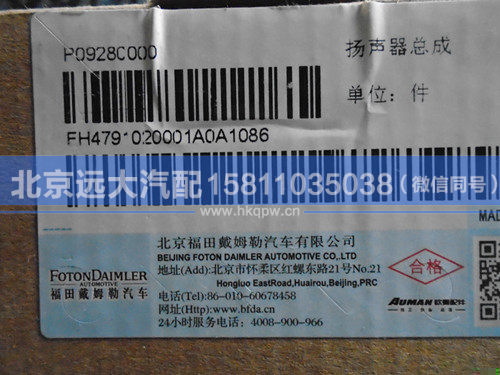 P0928C000
扬声器总成
单位：件
FH4791020001A0A1086
北京远大汽配 15811035038（微信同号）
www.hkqpw.cn
MAD
北京福田戴姆勒汽车有限公司
BEIJING FOTON DAIMLER AUTOMOTIVE CO.,LTD
地址(Add):北京市怀柔区红螺东路21号No.21
Hongluo EastRoad,Huairou,Beijing,PRC
电话(Tel):86-010-60678458
网址(Http)www.bfda.cn
24小时服务电话：4008-900-966
FOTON DAIMLER
AUTOMOTIVE
福田戴姆勒汽车
合格
AUMAN 欧曼配件